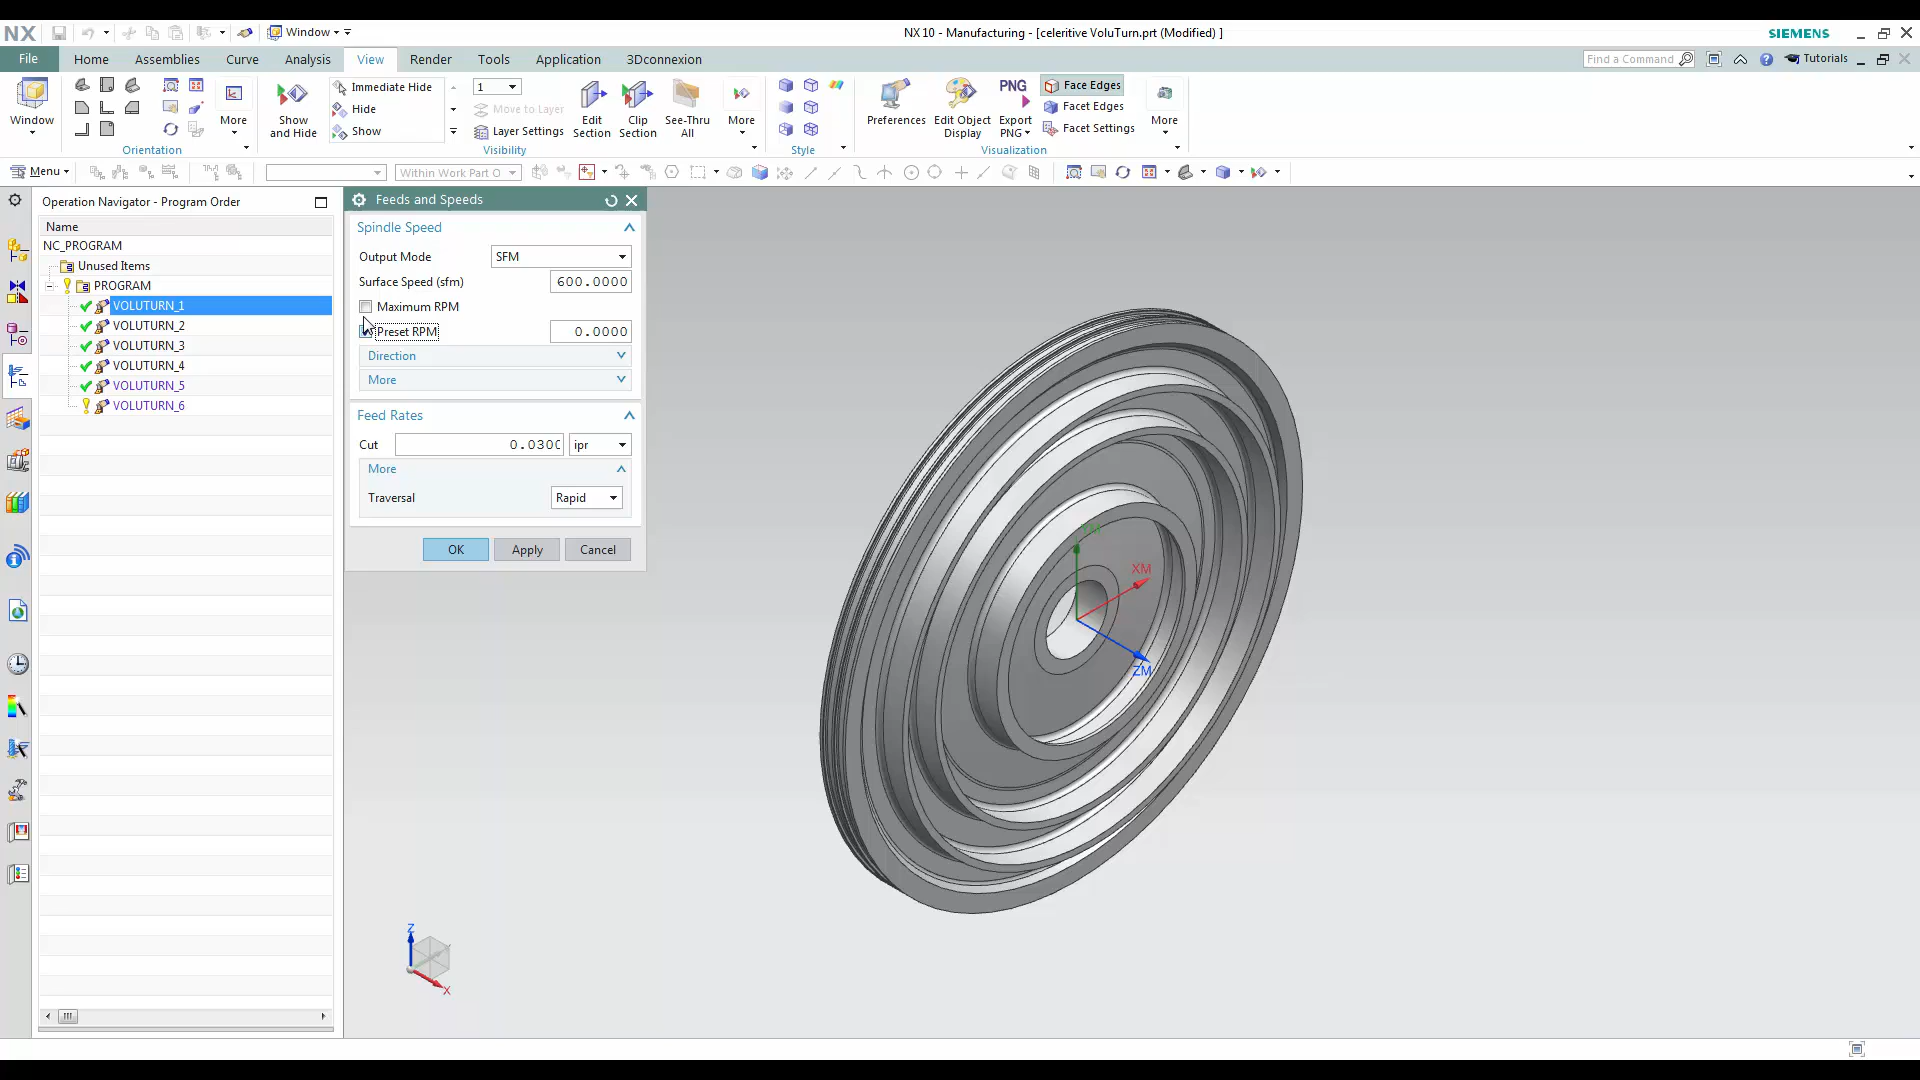 NX
Window
NX 10 - Manufacturing - [celeritive VoluTurn.prt (Modified) ]
SIEMENS
File
Home
Assemblies
Curve
Analysis
View
Render
Tools
Application
3Dconnexion
Find a Command
Tutorials
Window
More
Orientation
Show and Hide
Immediate Hide
Hide
Show
1
Move to Layer
Layer Settings
Visibility
Edit Section
Clip Section
See-Thru All
More
Style
Preferences
Edit Object Display
PNG
Export PNG
Face Edges
Facet Edges
Facet Settings
Visualization
More
Menu
Within Work Part O
Operation Navigator - Program Order
Name
NC_PROGRAM
Unused Items
PROGRAM
VOLUTURN_1
VOLUTURN_2
VOLUTURN_3
VOLUTURN_4
VOLUTURN_5
VOLUTURN_6
Feeds and Speeds
Spindle Speed
Output Mode
SFM
Surface Speed (sfm)
600.0000
Maximum RPM
Preset RPM
0.0000
Direction
More
Feed Rates
Cut
0.030
ipr
More
Traversal
Rapid
OK
Apply
Cancel
YM
XM
ZM
Z
X